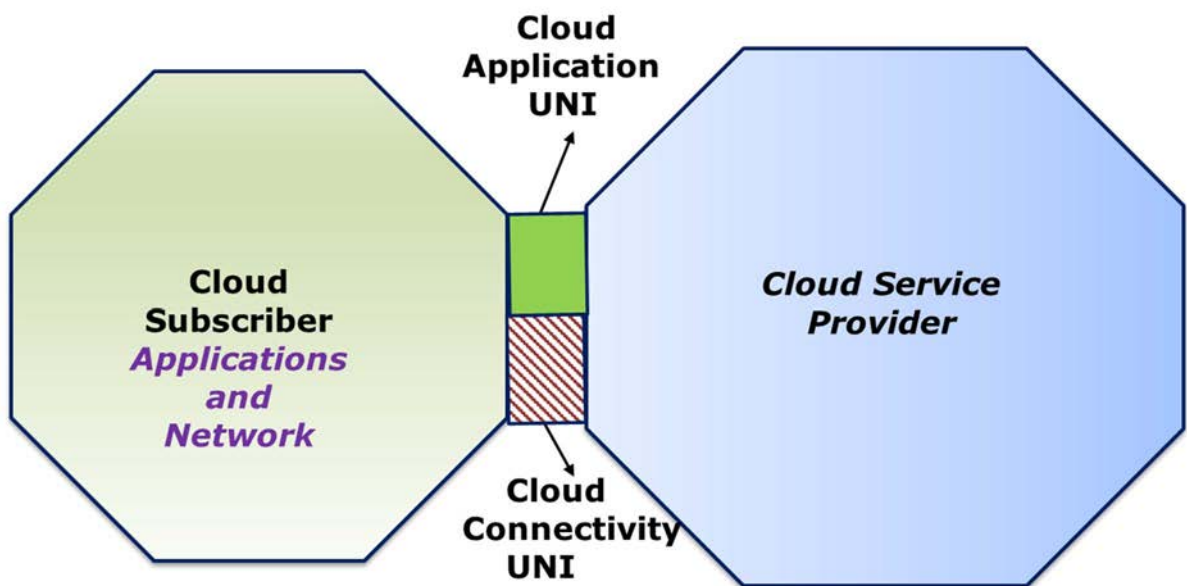 Cloud
Application
UNI
Cloud
Subscriber
Applications
and
Network
Cloud Service
Provider
Cloud
Connectivity
UNI